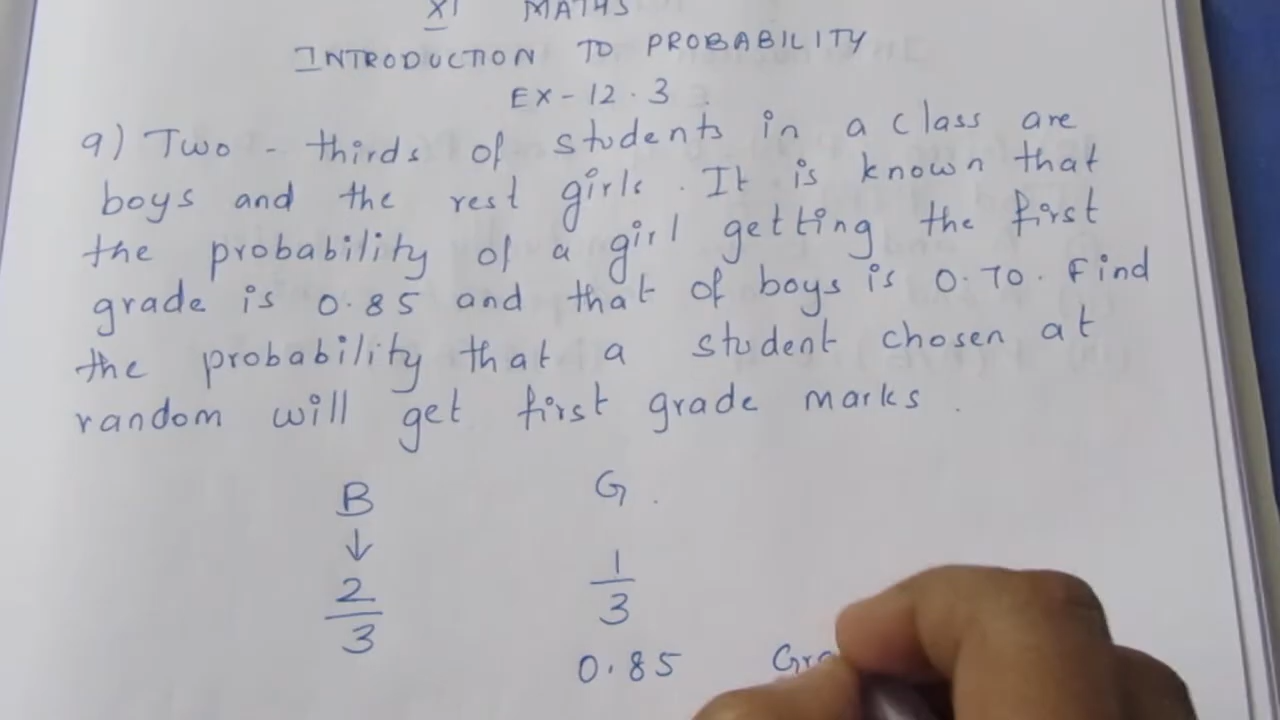 XI MATHS
INTRODUCTION TO PROBABILITY
EX-12.3
9) Two-thirds of students in a class are
boys and the rest girls. It is known that
the probability of a girl getting the first
grade is 0.85 and that of boys is 0.70. Find
the probability that a student chosen at
random will get first grade marks.
B G
↓
2/3 1/3
0.85